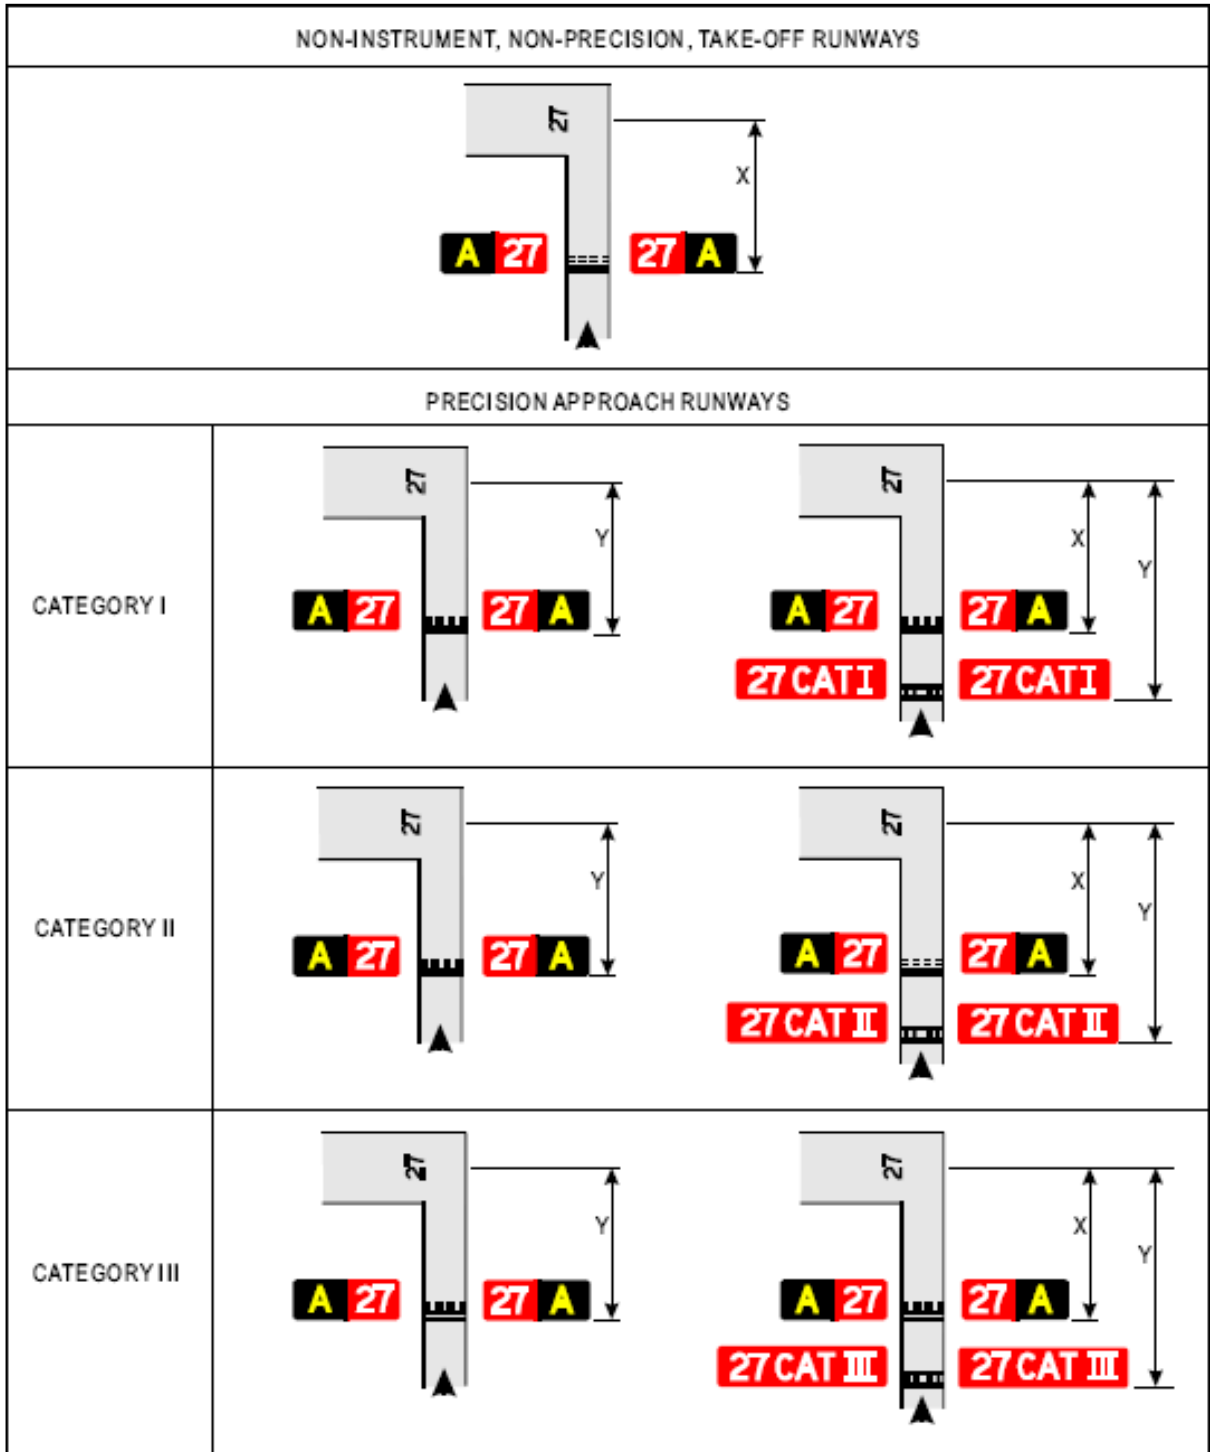 NON-INSTRUMENT, NON-PRECISION, TAKE-OFF RUNWAYS
27
X
A 27 27 A
PRECISION APPROACH RUNWAYS
CATEGORY I
27
Y
A 27 27 A
27
X
Y
A 27 27 A
27 CAT I 27 CAT I
CATEGORY II
27
Y
A 27 27 A
27
X
Y
A 27 27 A
27 CAT II 27 CAT II
CATEGORY III
27
Y
A 27 27 A
27
X
Y
A 27 27 A
27 CAT III 27 CAT III